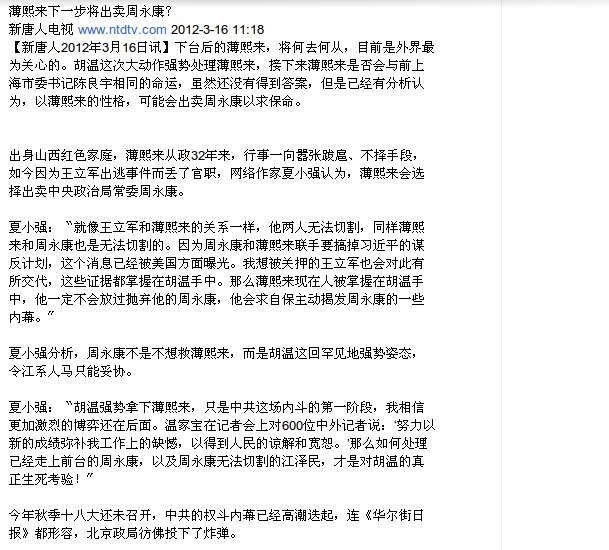 薄熙来下一步将出卖周永康？
新唐人电视 www.ntdtv.com 2012-3-16 11:18
【新唐人2012年3月16日讯】下台后的薄熙来，将何去何从，目前是外界最
为关心的。胡温这次大动作强势处理薄熙来，接下来薄熙来是否会与前上
海市委书记陈良宇相同的命运，虽然还没有得到答案，但是已经有分析认
为，以薄熙来的性格，可能会出卖周永康以求保命。
出身山西红色家庭，薄熙来从政32年来，行事一向嚣张跋扈、不择手段，
如今因为王立军出逃事件而丢了官职，网络作家夏小强认为，薄熙来会选
择出卖中央政治局常委周永康。
夏小强：“就像王立军和薄熙来的关系一样，他两人无法切割，同样薄熙
来和周永康也是无法切割的。因为周永康和薄熙来联手要搞掉习近平的谋
反计划，这个消息已经被美国方面曝光。我想被关押的王立军也会对此有
所交代，这些证据都掌握在胡温手中。那么薄熙来现在人被掌握在胡温手
中，他一定不会放过抛弃他的周永康，他会求自保主动揭发周永康的一些
内幕。”
夏小强分析，周永康不是不想救薄熙来，而是胡温这回罕见地强势姿态，
令江系人马只能妥协。
夏小强：“胡温强势拿下薄熙来，只是中共这场内斗的第一阶段，我相信
更加激烈的博弈还在后面。温家宝在记者会上对600位中外记者说：'努力以
新的成绩弥补我工作上的缺憾，以得到人民的谅解和宽恕。'那么如何处理
已经走上前台的周永康，以及周永康无法切割的江泽民，才是对胡温的真
正生死考验！”
今年秋季十八大还未召开，中共的权斗内幕已经高潮迭起，连《华尔街日
报》都形容，北京政局彷佛投下了炸弹。